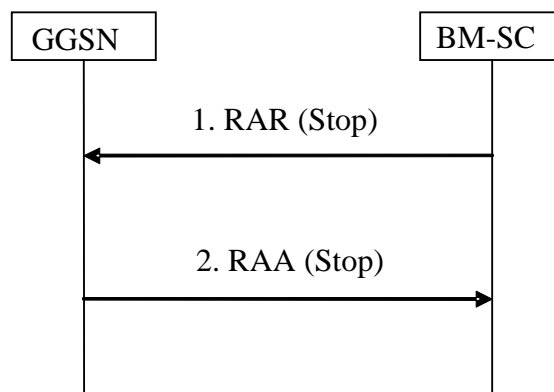 GGSN
BM-SC
1. RAR (Stop)
2. RAA (Stop)